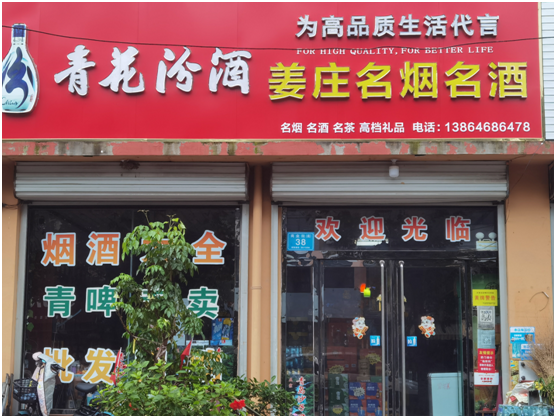 青花汾酒
为高品质生活代言
FOR HIGH QUALITY, FOR BETTER LIFE
姜庄名烟名酒
名烟 名酒 名茶 高档礼品 电话：13864686478
烟酒 全
青啤 卖
批发
欢迎光临
38